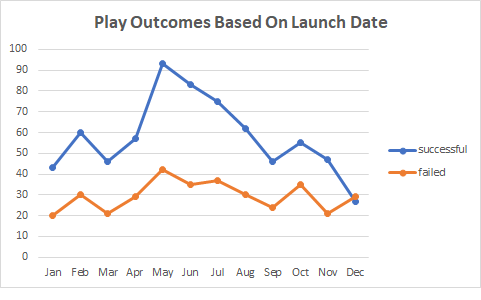 Play Outcomes Based On Launch Date
100
90
80
70
60
50
40
30
20
10
0
Jan Feb Mar Apr May Jun Jul Aug Sep Oct Nov Dec
successful
failed